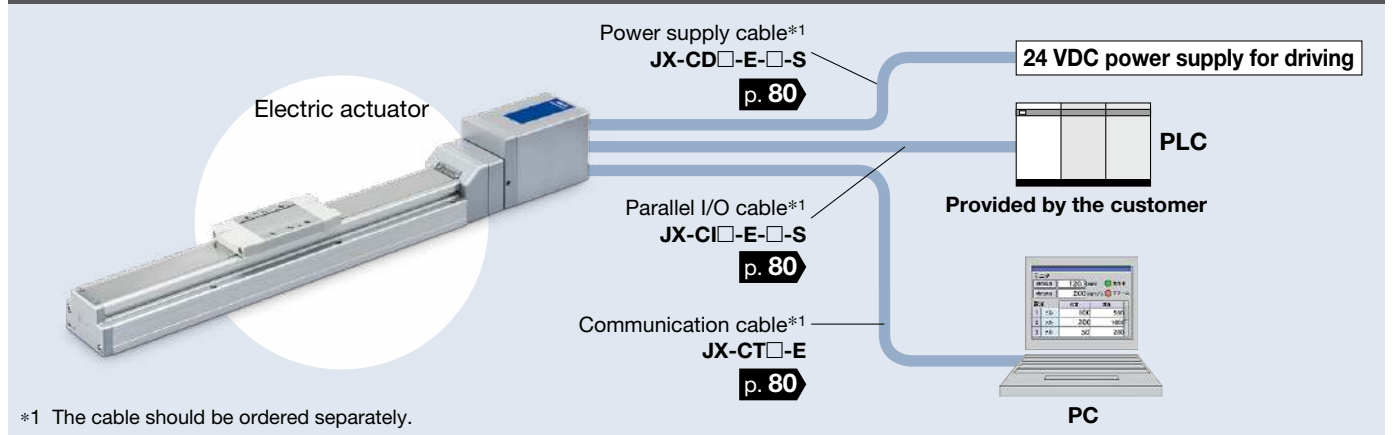 Power supply cable*1
JX-CD□-E-□-S
p. 80
24 VDC power supply for driving
Electric actuator
PLC
Provided by the customer
Parallel I/O cable*1
JX-CI□-E-□-S
p. 80
Communication cable*1
JX-CT□-E
p. 80
PC
*1 The cable should be ordered separately.